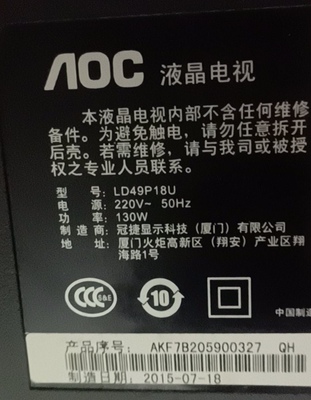 AOC 液晶电视
本液晶电视内部不含任何维修
备件。为避免触电，请勿任意拆开
后壳。若需维修，请与我司或被授
权之专业人员联系。
型 号： LD49P18U
电 源： 220V~ 50Hz
功 率： 130W
制 造 商： 冠捷显示科技（厦门）有限公司
地 址： 厦门火炬高新区（翔安）产业区翔
海路1号
CCC S&E 10 中国制造
产品序号： AKF7B205900327 QH
制造日期： 2015-07-18